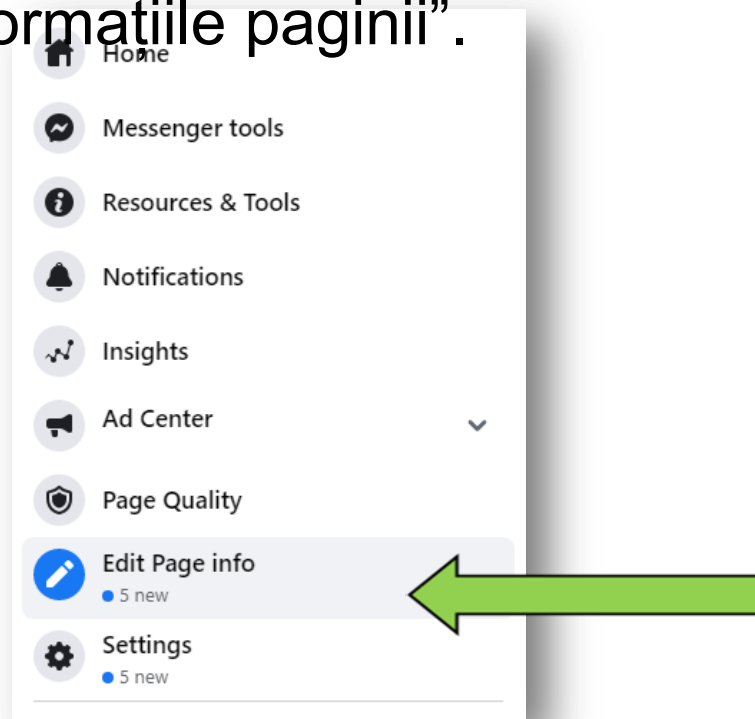 ormațiile paginii”.
Home
Messenger tools
Resources & Tools
Notifications
Insights
Ad Center
Page Quality
Edit Page info
5 new
Settings
5 new